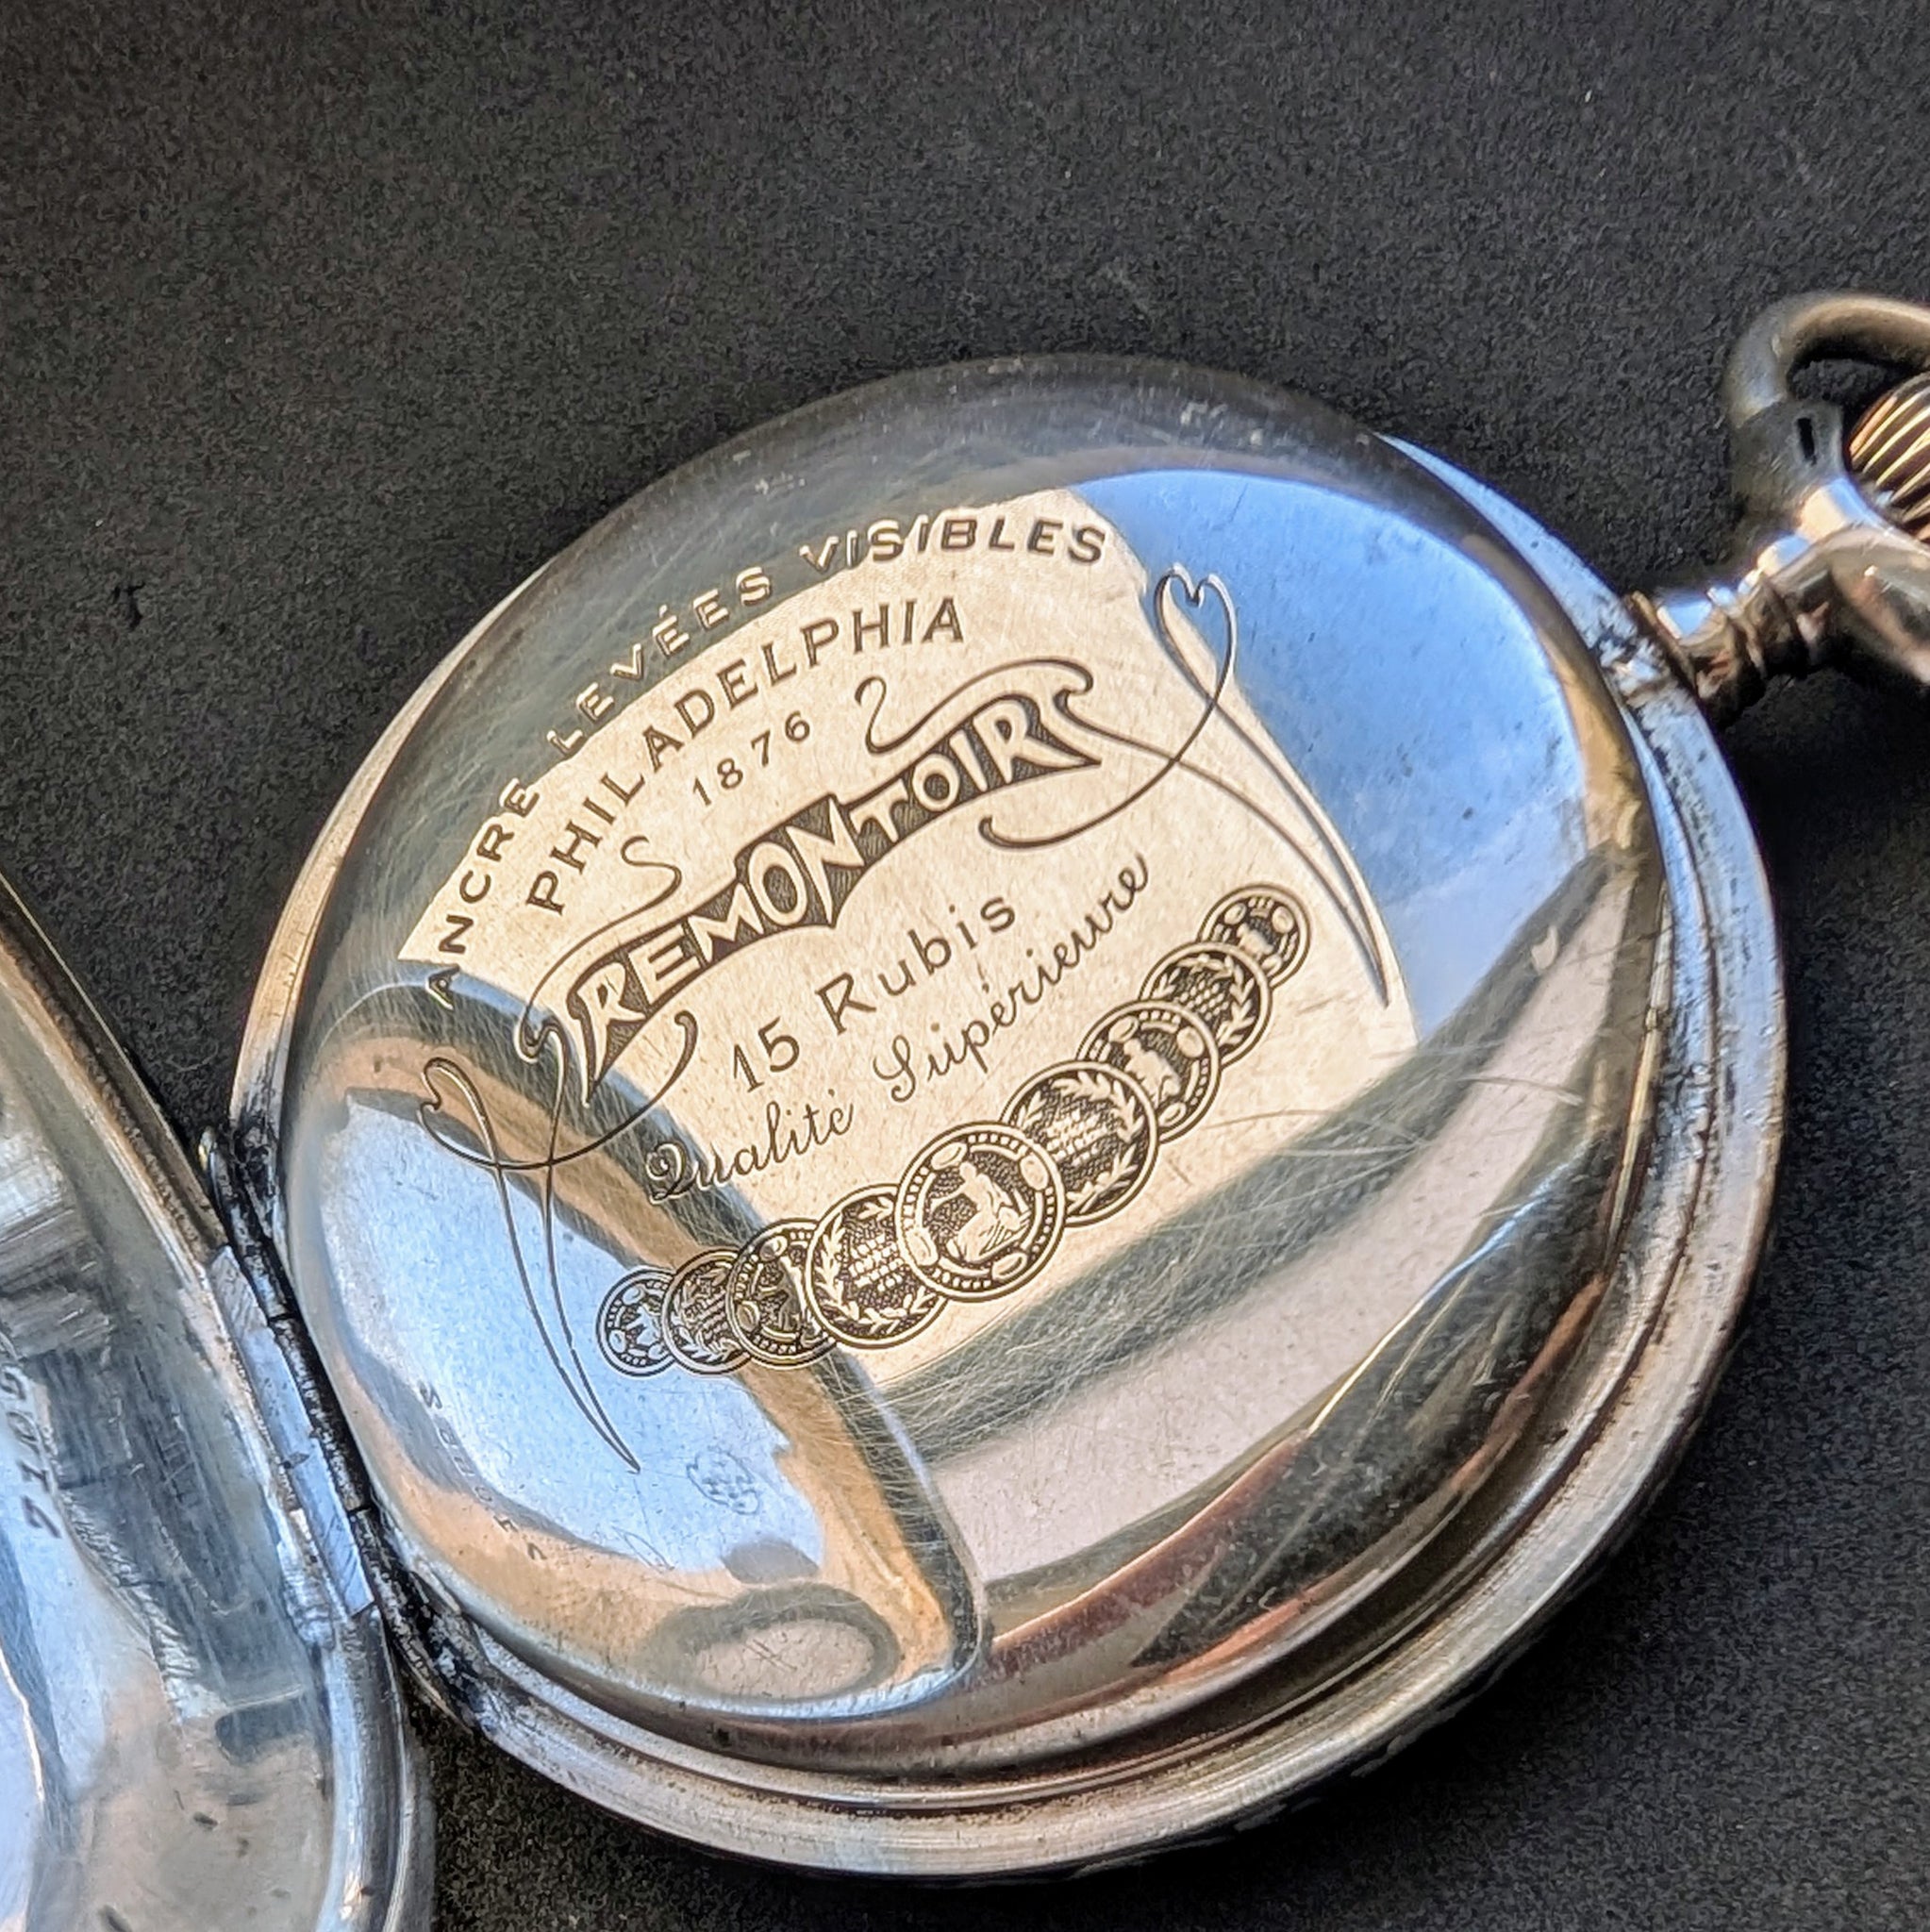 ANCRE LEVÉES VISIBLES
PHILADELPHIA
1876
REMONTOIR
15 Rubis
Qualité Supérieure